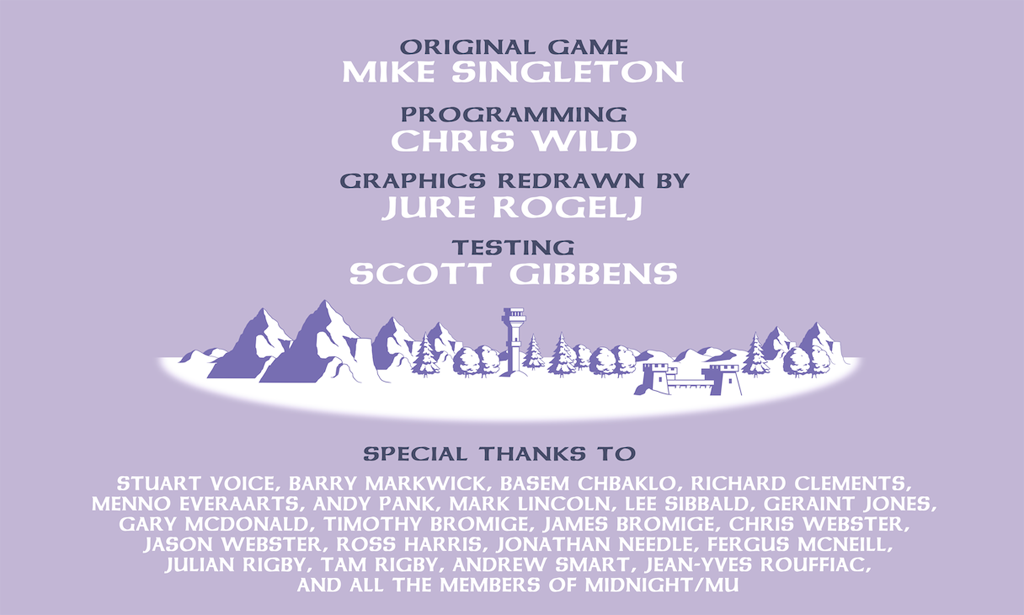 ORIGINAL GAME
MIKE SINGLETON
PROGRAMMING
CHRIS WILD
GRAPHICS REDRAWN BY
JURE ROGELJ
TESTING
SCOTT GIBBENS
SPECIAL THANKS TO
STUART VOICE, BARRY MARKWICK, BASEM CHBAKLO, RICHARD CLEMENTS,
MENNO EVERAARTS, ANDY PANK, MARK LINCOLN, LEE SIBBALD, GERAINT JONES,
GARY MCDONALD, TIMOTHY BROMIGE, JAMES BROMIGE, CHRIS WEBSTER,
JASON WEBSTER, ROSS HARRIS, JONATHAN NEEDLE, FERGUS MCNEILL,
JULIAN RIGBY, TAM RIGBY, ANDREW SMART, JEAN-YVES ROUFFIAC,
AND ALL THE MEMBERS OF MIDNIGHT/MU